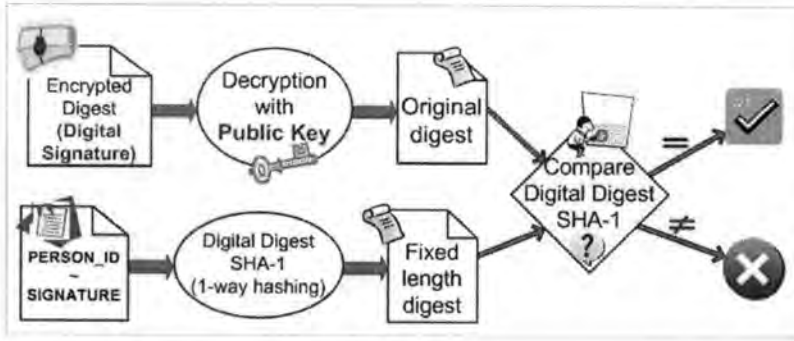 Encrypted
Digest
(Digital
Signature)
Decryption
with
Public Key
Original
digest
=
Compare
Digital Digest
SHA-1
?
≠
PERSON_ID
~
SIGNATURE
Digital Digest
SHA-1
(1-way hashing)
Fixed
length
digest